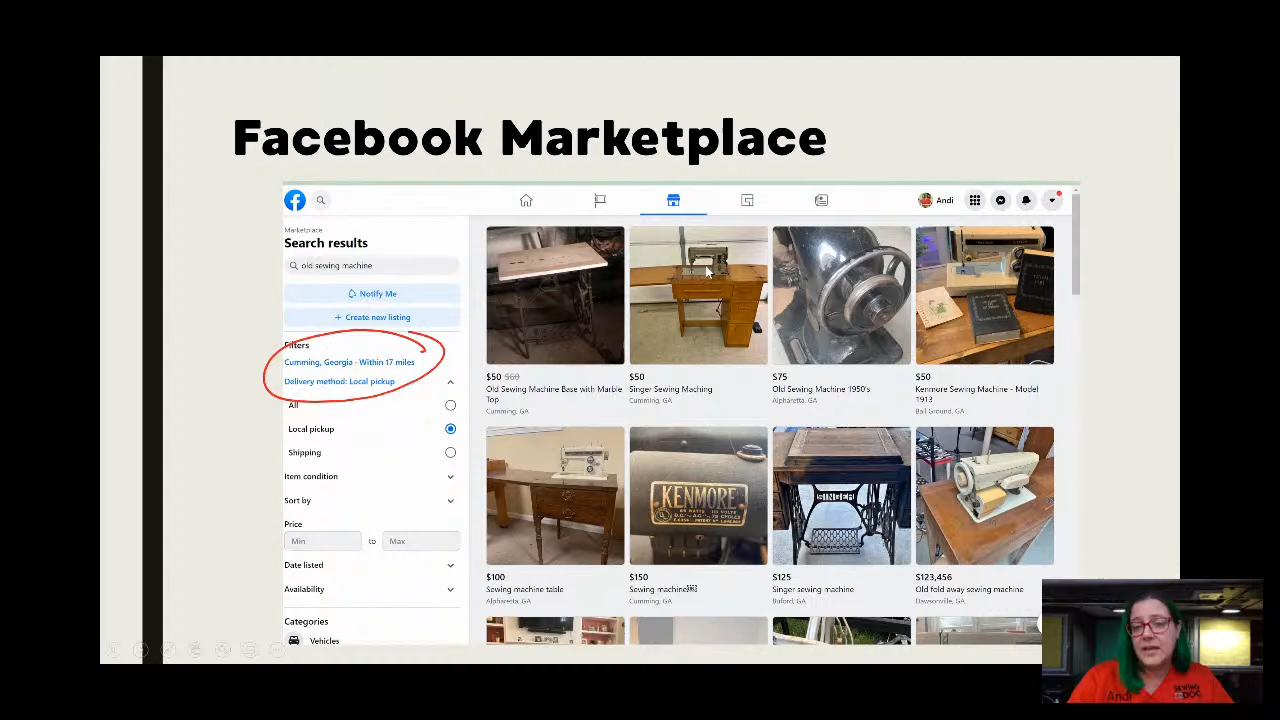 Facebook Marketplace
Andi
Marketplace
Search results
old sewing machine
Notify Me
+ Create new listing
Filters
Cumming, Georgia · Within 17 miles
Delivery method: Local pickup
All
Local pickup
Shipping
Item condition
Sort by
Price
Min to Max
Date listed
Availability
Categories
Vehicles
$50 $60
Old Sewing Machine Base with Marble
Top
Cumming, GA
$50
Singer Sewing Maching
Cumming, GA
$75
Old Sewing Machine 1950's
Alpharetta, GA
$50
Kenmore Sewing Machine - Model
1913
Ball Ground, GA
KENMORE
SINGER
$100
Sewing machine table
Alpharetta, GA
$150
Sewing machine
Cumming, GA
$125
Singer sewing machine
Buford, GA
$123,456
Old fold away sewing machine
Dawsonville, GA
Andi
SEWING
DOC